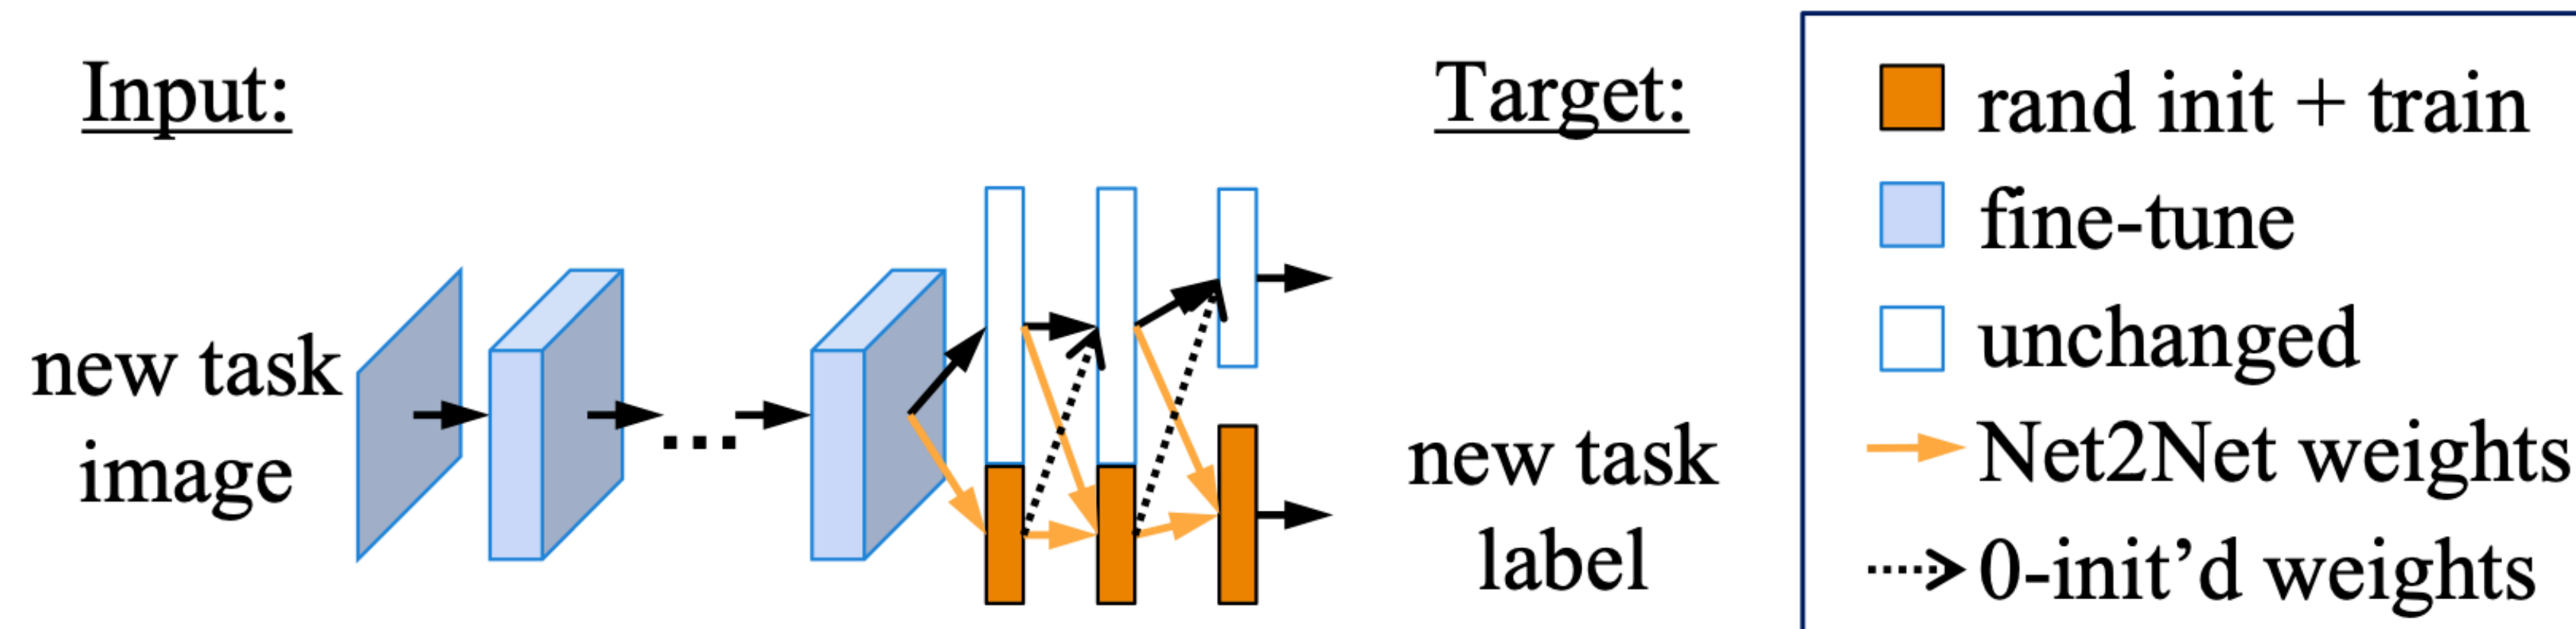 Input:
Target:
new task
image
...
new task
label
rand init + train
fine-tune
unchanged
Net2Net weights
0-init'd weights